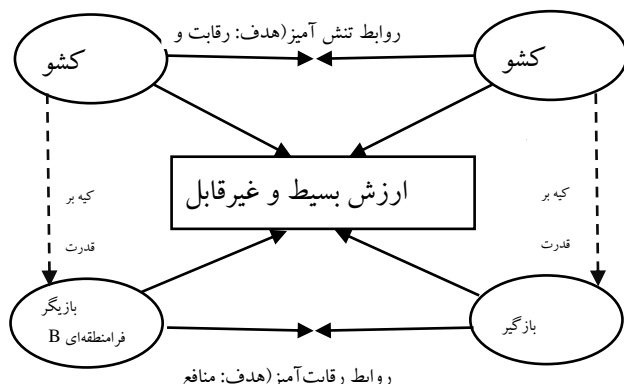 روابط تنش آمیز(هدف: رقابت و
کشو
کشو
ارزش بسیط و غیرقابل
کیه بر
قدرت
کیه بر
قدرت
بازگیر
بازیگر
فرامنطقه‌ای B
روابط رقابت‌آمیز(هدف: منافع